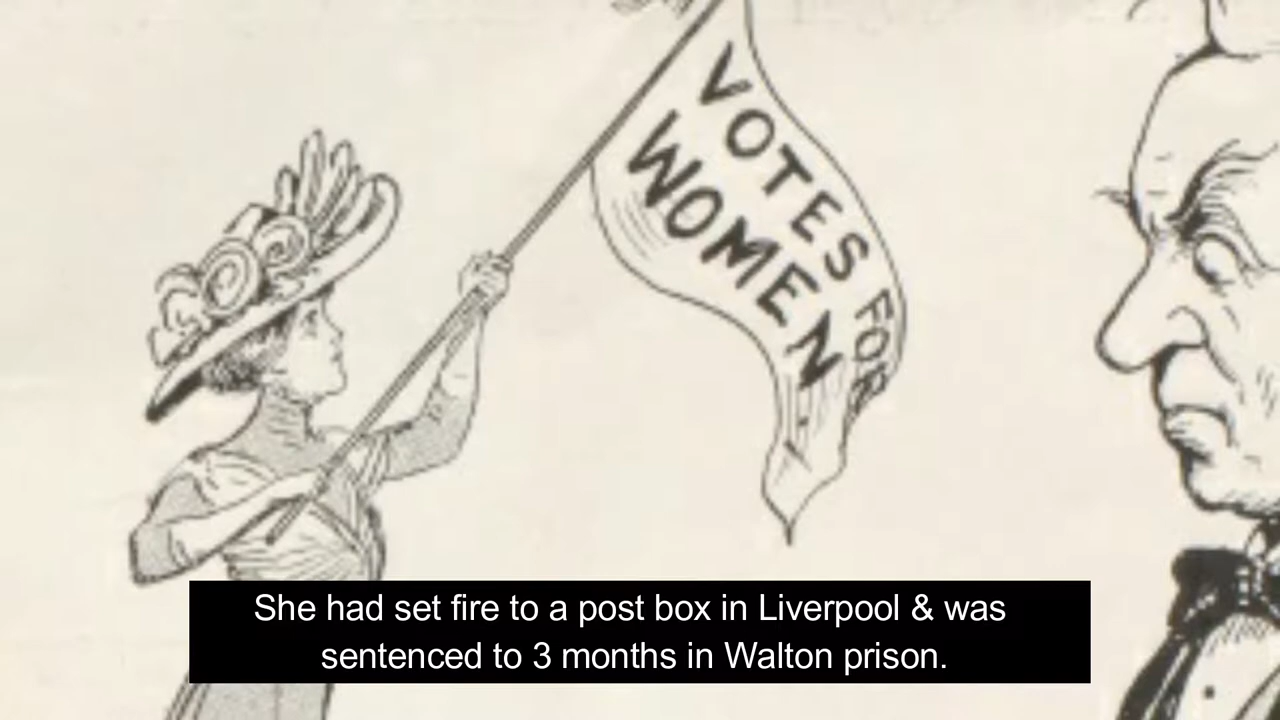 VOTES FOR
WOMEN
She had set fire to a post box in Liverpool & was
sentenced to 3 months in Walton prison.